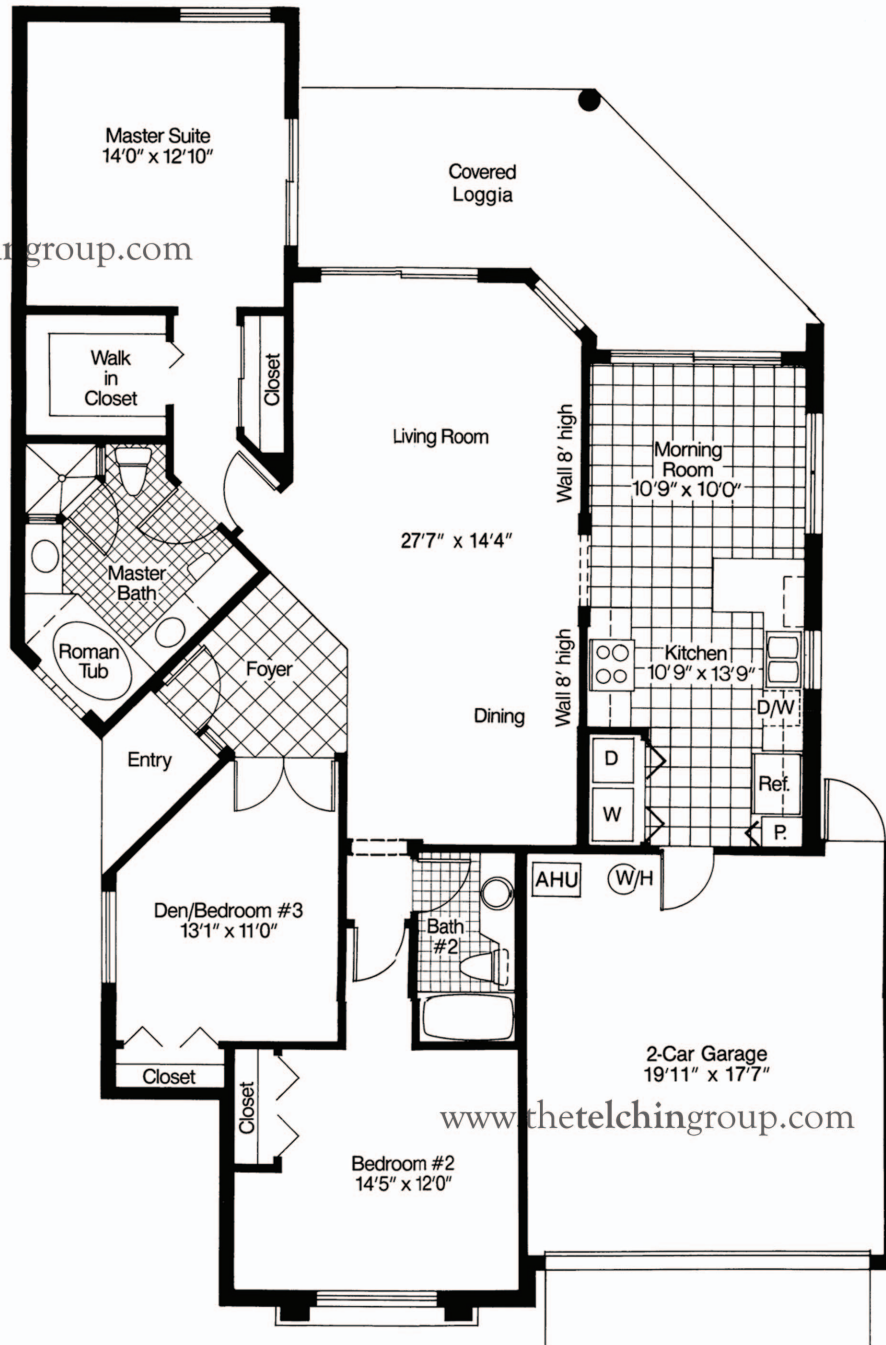 Master Suite
14'0" x 12'10"
Covered
Loggia
ngroup.com
Walk
in
Closet
Closet
Living Room
27'7" x 14'4"
Wall 8' high
Morning
Room
10'9" x 10'0"
Master
Bath
Roman
Tub
Foyer
Kitchen
10'9" x 13'9"
Wall 8' high
D/W
Dining
Entry
D
W
Ref.
P.
AHU
W/H
Den/Bedroom #3
13'1" x 11'0"
Bath
#2
Closet
Closet
2-Car Garage
19'11" x 17'7"
www.thetelchingroup.com
Bedroom #2
14'5" x 12'0"